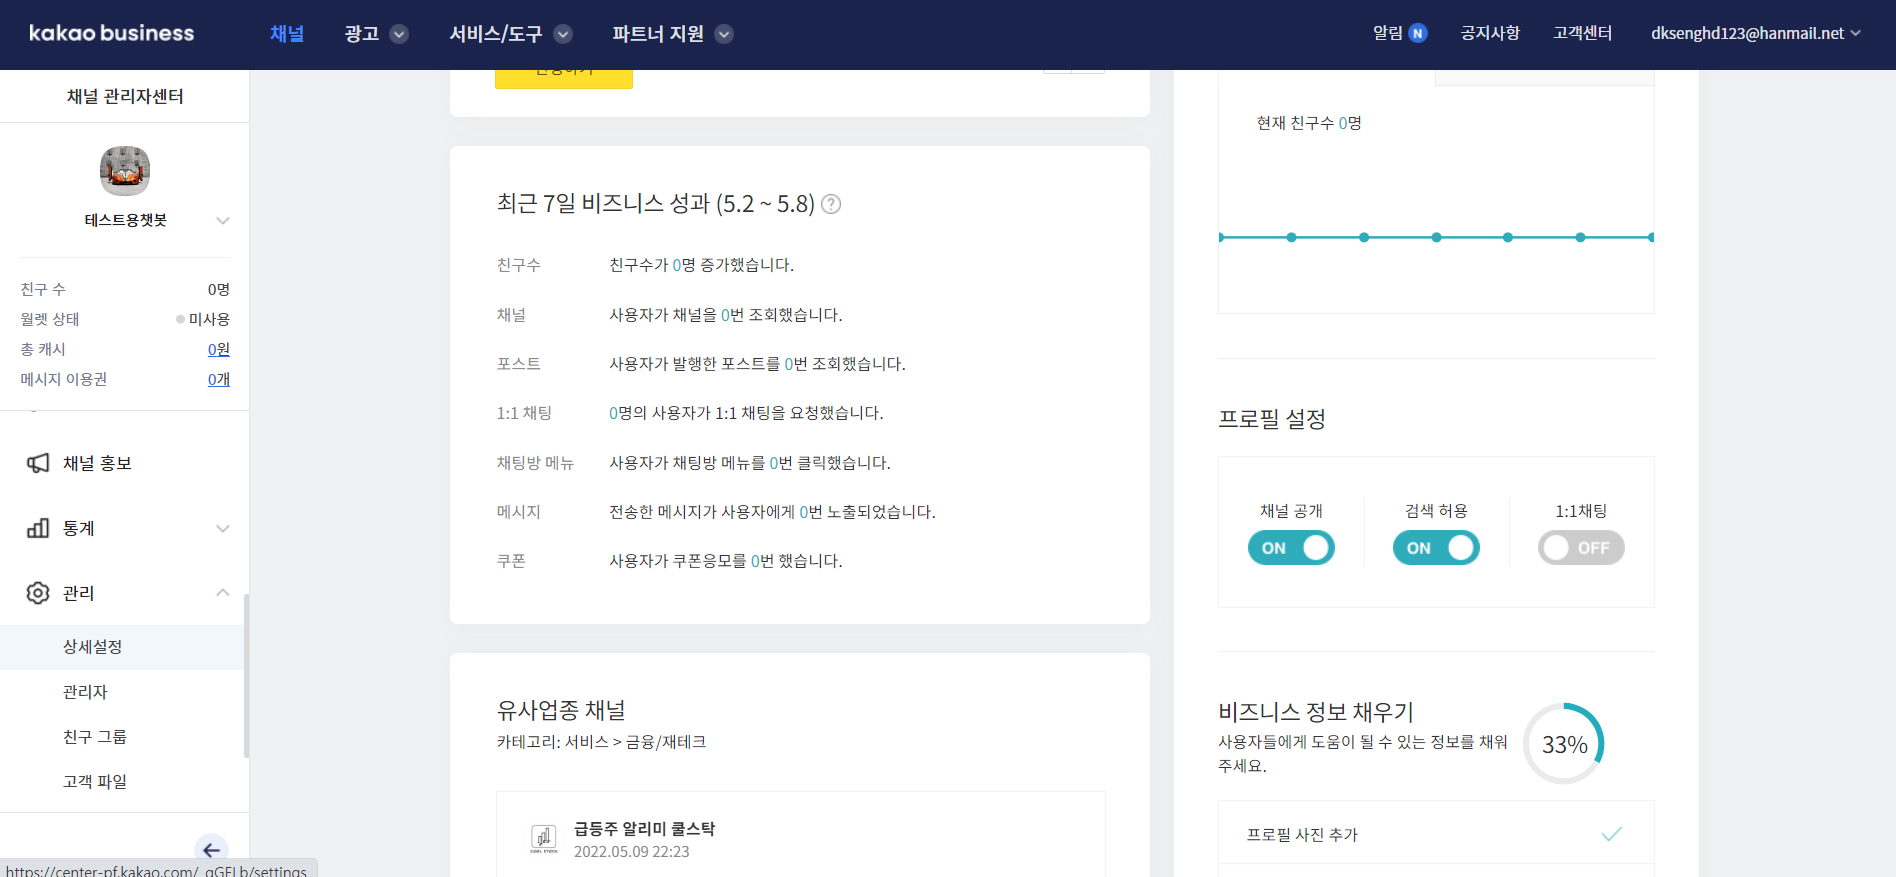 kakao business
채널
광고
서비스/도구
파트너 지원
알림 N
공지사항
고객센터
dksenghd123@hanmail.net
채널 관리자센터
테스트용챗봇
친구 수 0명
월렛 상태 미사용
총 캐시 0원
메시지 이용권 0개
채널 홍보
통계
관리
상세설정
관리자
친구 그룹
고객 파일
https://center-pf.kakao.com/_gGFLb/settings
최근 7일 비즈니스 성과 (5.2 ~ 5.8) ?
친구수 친구수가 0명 증가했습니다.
채널 사용자가 채널을 0번 조회했습니다.
포스트 사용자가 발행한 포스트를 0번 조회했습니다.
1:1 채팅 0명의 사용자가 1:1 채팅을 요청했습니다.
채팅방 메뉴 사용자가 채팅방 메뉴를 0번 클릭했습니다.
메시지 전송한 메시지가 사용자에게 0번 노출되었습니다.
쿠폰 사용자가 쿠폰응모를 0번 했습니다.
유사업종 채널
카테고리: 서비스 > 금융/재테크
COOL STOCK
급등주 알리미 쿨스탁
2022.05.09 22:23
현재 친구수 0명
프로필 설정
채널 공개 검색 허용 1:1채팅
ON ON OFF
비즈니스 정보 채우기
사용자들에게 도움이 될 수 있는 정보를 채워
주세요.
33%
프로필 사진 추가